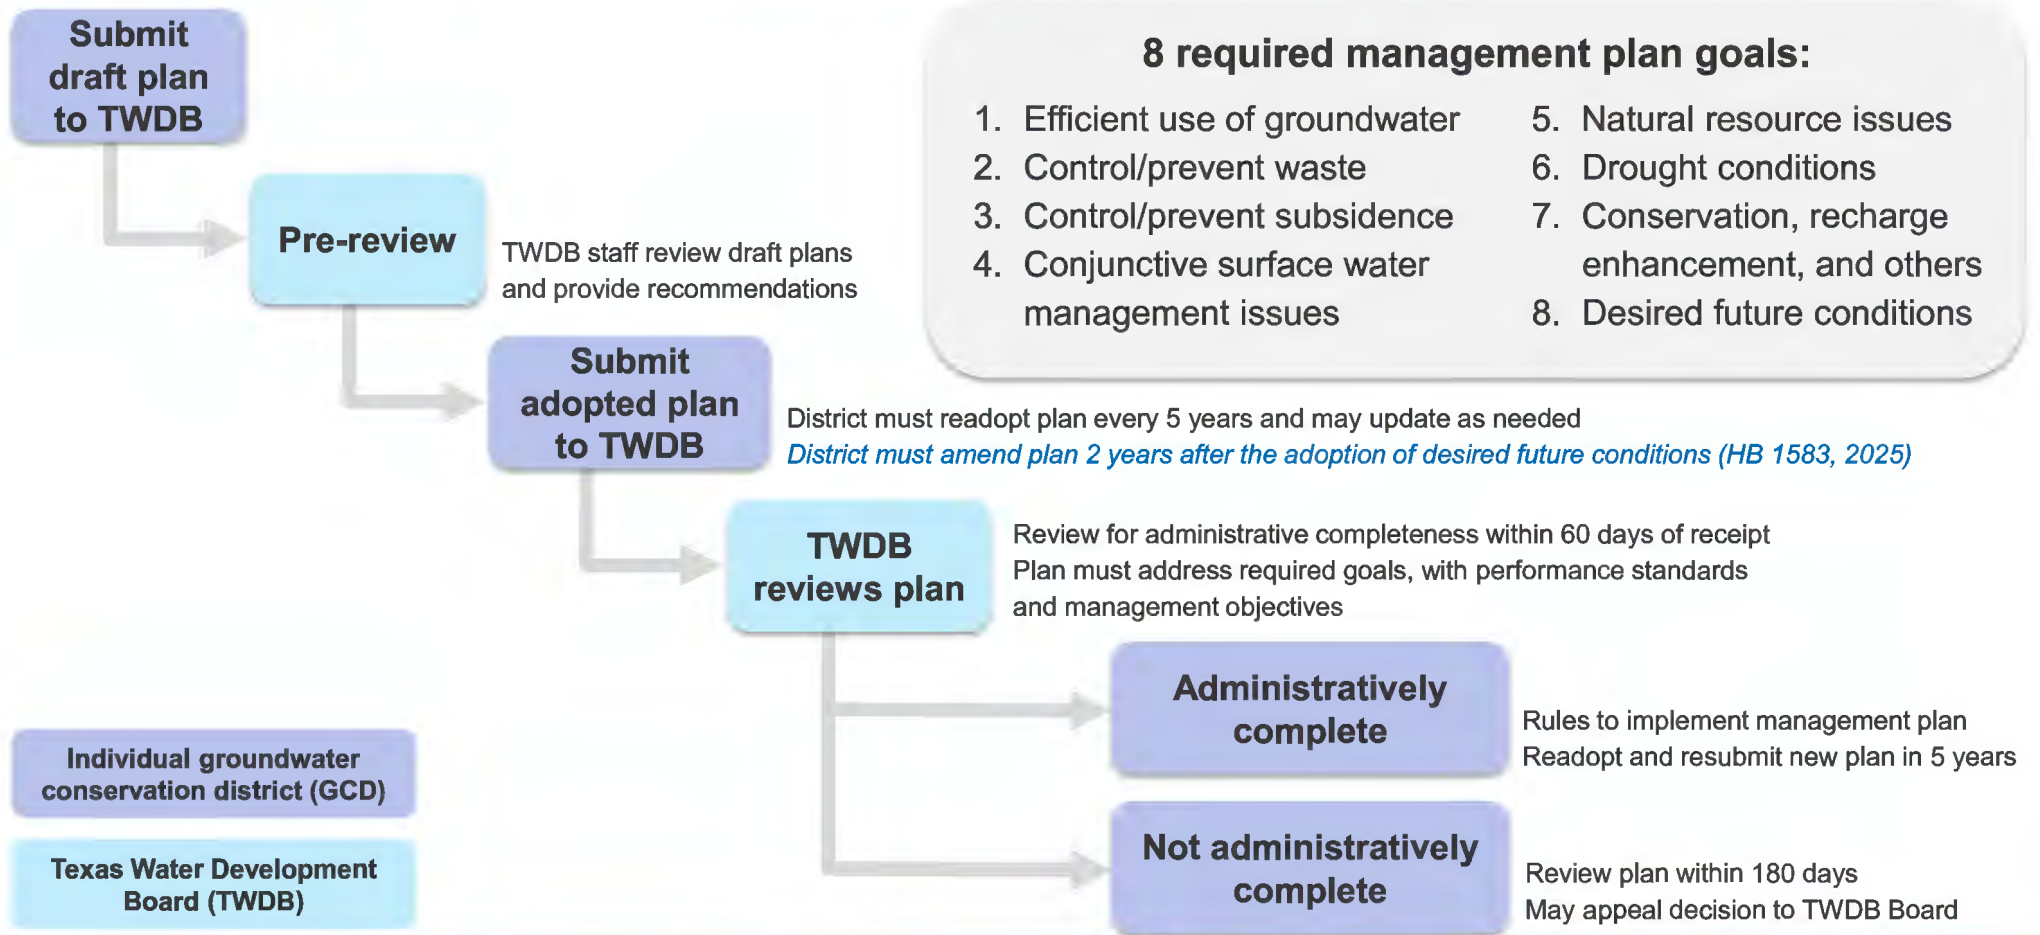 Submit
draft plan
to TWDB
8 required management plan goals:
1. Efficient use of groundwater
2. Control/prevent waste
3. Control/prevent subsidence
4. Conjunctive surface water
management issues
5. Natural resource issues
6. Drought conditions
7. Conservation, recharge
enhancement, and others
8. Desired future conditions
Pre-review
TWDB staff review draft plans
and provide recommendations
Submit
adopted plan
to TWDB
District must readopt plan every 5 years and may update as needed
District must amend plan 2 years after the adoption of desired future conditions (HB 1583, 2025)
TWDB
reviews plan
Review for administrative completeness within 60 days of receipt
Plan must address required goals, with performance standards
and management objectives
Administratively
complete
Rules to implement management plan
Readopt and resubmit new plan in 5 years
Not administratively
complete
Review plan within 180 days
May appeal decision to TWDB Board
Individual groundwater
conservation district (GCD)
Texas Water Development
Board (TWDB)